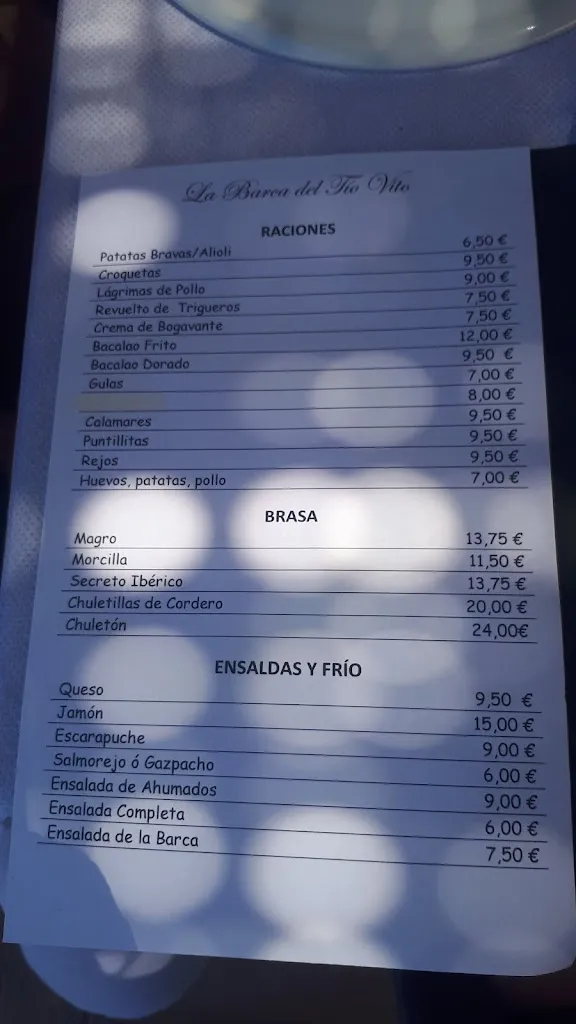 La Barca del Tío Vito
RACIONES
Patatas Bravas/Alioli 6,50 €
Croquetas 9,50 €
Lágrimas de Pollo 9,00 €
Revuelto de Trigueros 7,50 €
Crema de Bogavante 7,50 €
Bacalao Frito 12,00 €
Bacalao Dorado 9,50 €
Gulas 7,00 €
8,00 €
Calamares 9,50 €
Puntillitas 9,50 €
Rejos 9,50 €
Huevos, patatas, pollo 7,00 €
BRASA
Magro 13,75 €
Morcilla 11,50 €
Secreto Ibérico 13,75 €
Chuletillas de Cordero 20,00 €
Chuletón 24,00€
ENSALDAS Y FRÍO
Queso 9,50 €
Jamón 15,00 €
Escarapuche 9,00 €
Salmorejo ó Gazpacho 6,00 €
Ensalada de Ahumados 9,00 €
Ensalada Completa 6,00 €
Ensalada de la Barca 7,50 €